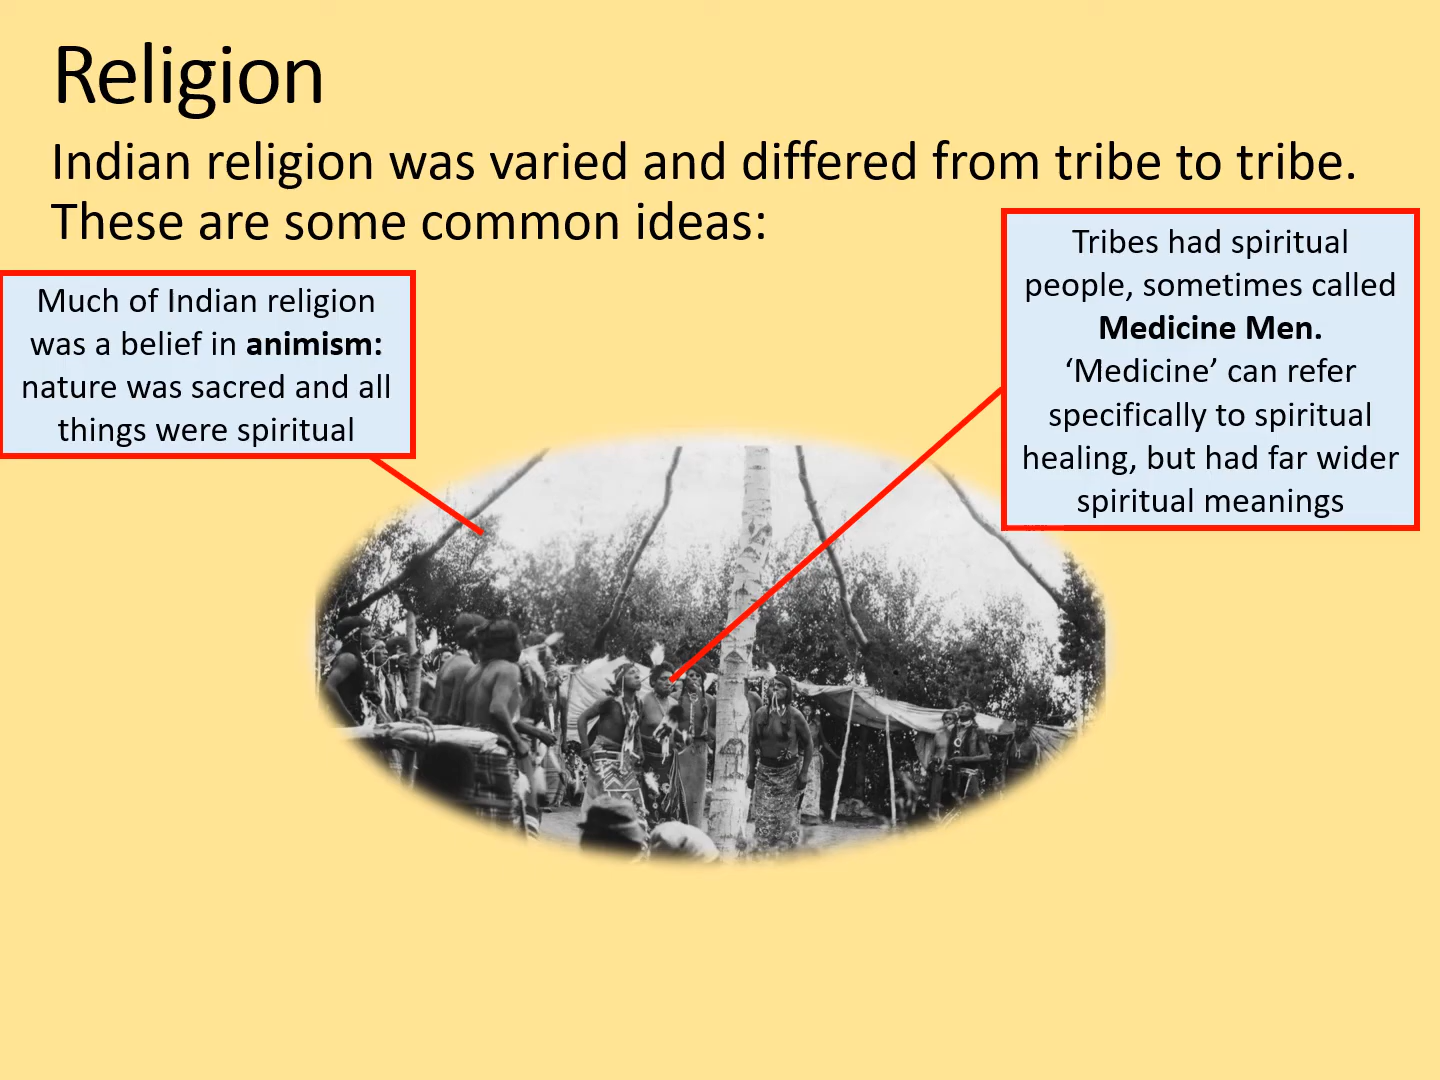 Religion
Indian religion was varied and differed from tribe to tribe.
These are some common ideas:
Much of Indian religion
was a belief in animism:
nature was sacred and all
things were spiritual
Tribes had spiritual
people, sometimes called
Medicine Men.
‘Medicine’ can refer
specifically to spiritual
healing, but had far wider
spiritual meanings